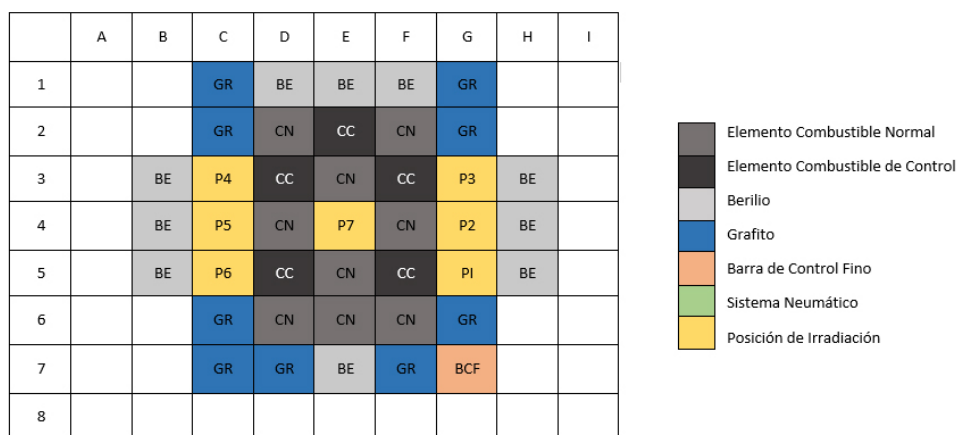 A B C D E F G H I
1 GR BE BE BE GR
2 GR CN CC CN GR
3 BE P4 CC CN CC P3 BE
4 BE P5 CN P7 CN P2 BE
5 BE P6 CC CN CC PI BE
6 GR CN CN CN GR
7 GR GR BE GR BCF
8
Elemento Combustible Normal
Elemento Combustible de Control
Berilio
Grafito
Barra de Control Fino
Sistema Neumático
Posición de Irradiación